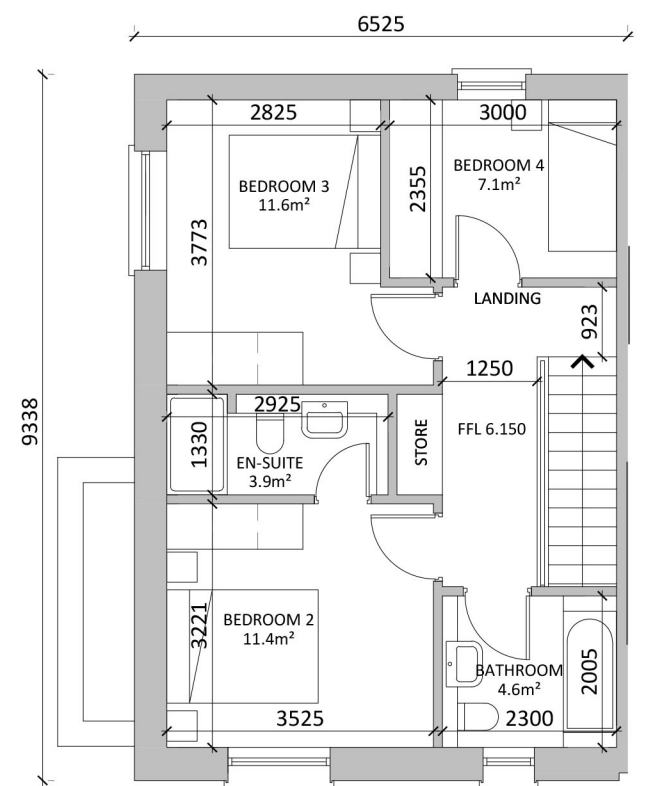 6525
2825
3000
BEDROOM 3
11.6m²
BEDROOM 4
7.1m²
2355
3773
LANDING
923
1250
9338
2925
1330
EN-SUITE
3.9m²
STORE
FFL 6.150
BEDROOM 2
11.4m²
3221
BATHROOM
4.6m²
2005
3525
2300